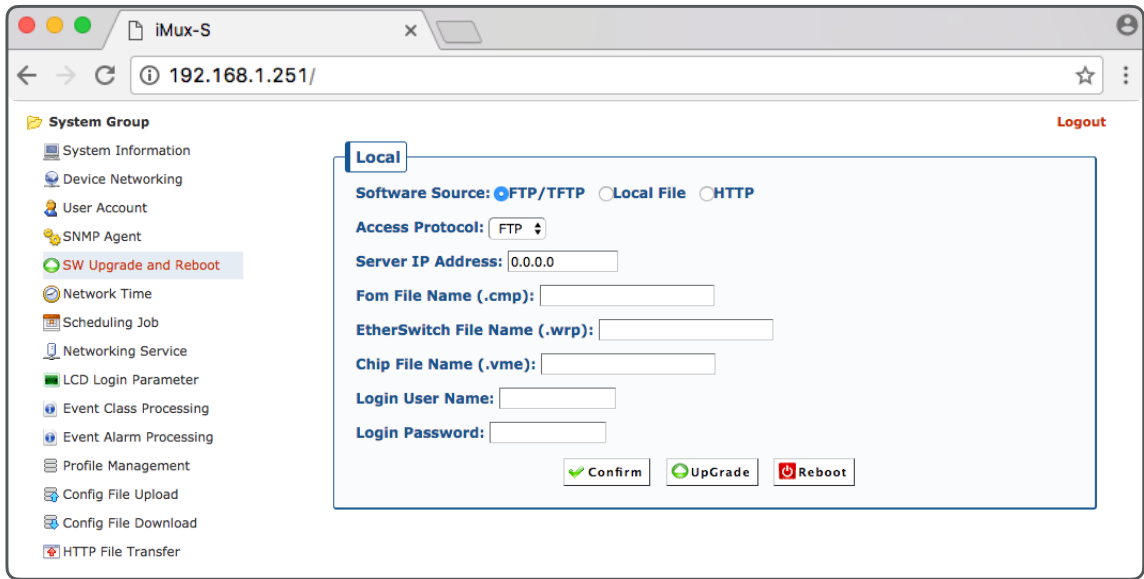 iMux-S
192.168.1.251/
System Group
Logout
System Information
Device Networking
User Account
SNMP Agent
SW Upgrade and Reboot
Network Time
Scheduling Job
Networking Service
LCD Login Parameter
Event Class Processing
Event Alarm Processing
Profile Management
Config File Upload
Config File Download
HTTP File Transfer
Local
Software Source: FTP/TFTP Local File HTTP
Access Protocol: FTP
Server IP Address: 0.0.0.0
Fom File Name (.cmp):
EtherSwitch File Name (.wrp):
Chip File Name (.vme):
Login User Name:
Login Password:
Confirm UpGrade Reboot